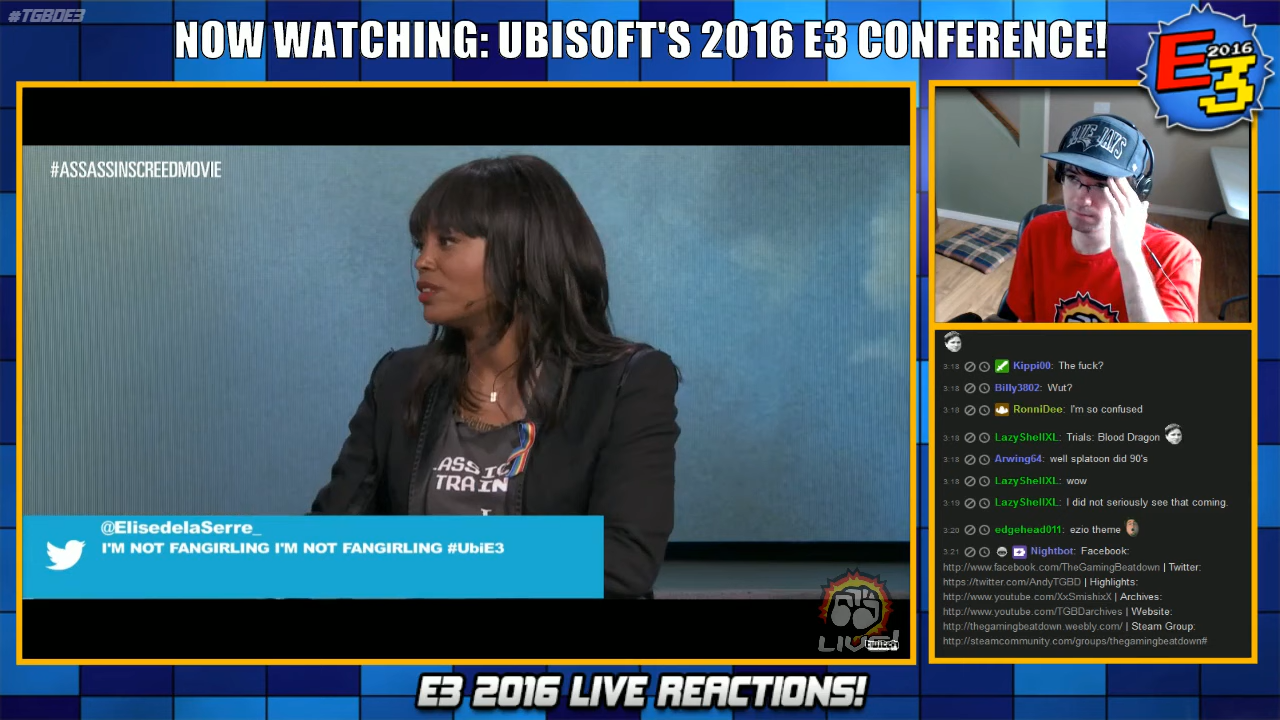 #TGBDE3
NOW WATCHING: UBISOFT'S 2016 E3 CONFERENCE!
E3 2016
#ASSASSINSCREEDMOVIE
BLUE JAYS
3:18 Kippi00: The fuck?
3:18 Billy3802: Wut?
3:18 RonniDee: I'm so confused
3:18 LazyShellXL: Trials: Blood Dragon
3:18 Arwing64: well splatoon did 90's
3:18 LazyShellXL: wow
3:19 LazyShellXL: I did not seriously see that coming.
3:20 edgehead011: ezio theme
3:21 Nightbot: Facebook:
http://www.facebook.com/TheGamingBeatdown | Twitter:
https://twitter.com/AndyTGBD | Highlights:
http://www.youtube.com/XxSmishixX | Archives:
http://www.youtube.com/TGBDarchives | Website:
http://thegamingbeatdown.weebly.com/ | Steam Group:
http://steamcommunity.com/groups/thegamingbeatdown#
TRAIN
@ElisedelaSerre_
I'M NOT FANGIRLING I'M NOT FANGIRLING #UbiE3
LIVE!
twitch
E3 2016 LIVE REACTIONS!